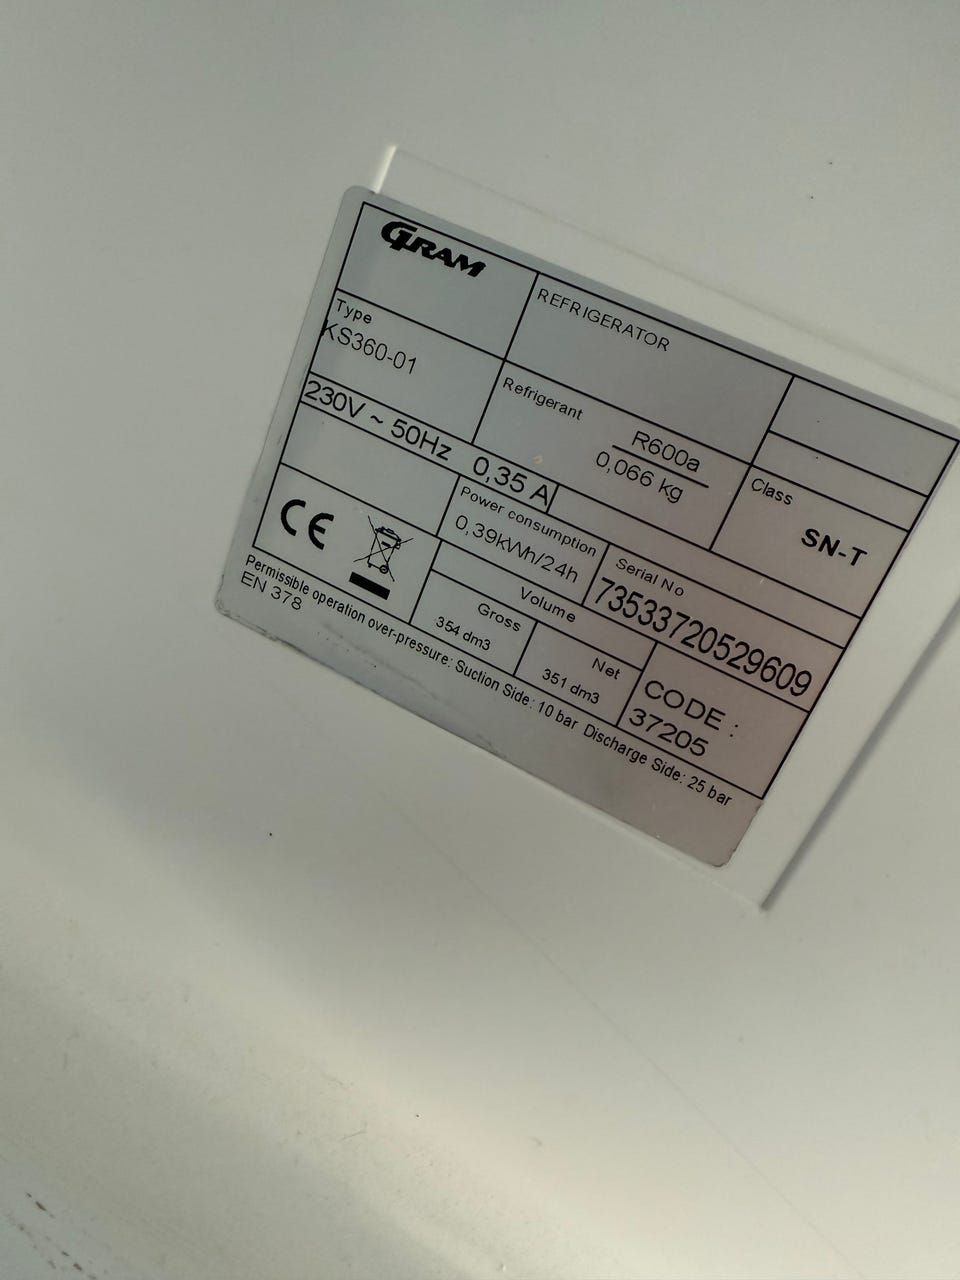 GRAM
REFRIGERATOR
Type
KS360-01
Refrigerant
R600a
0,066 kg
Class
SN-T
230V ~ 50Hz 0,35 A
Power consumption
0,39kWh/24h
Serial No
73533720529609
CE
Volume
Gross
354 dm3
Net
351 dm3
CODE :
37205
Permissible operation over-pressure: Suction Side: 10 bar Discharge Side: 25 bar
EN 378